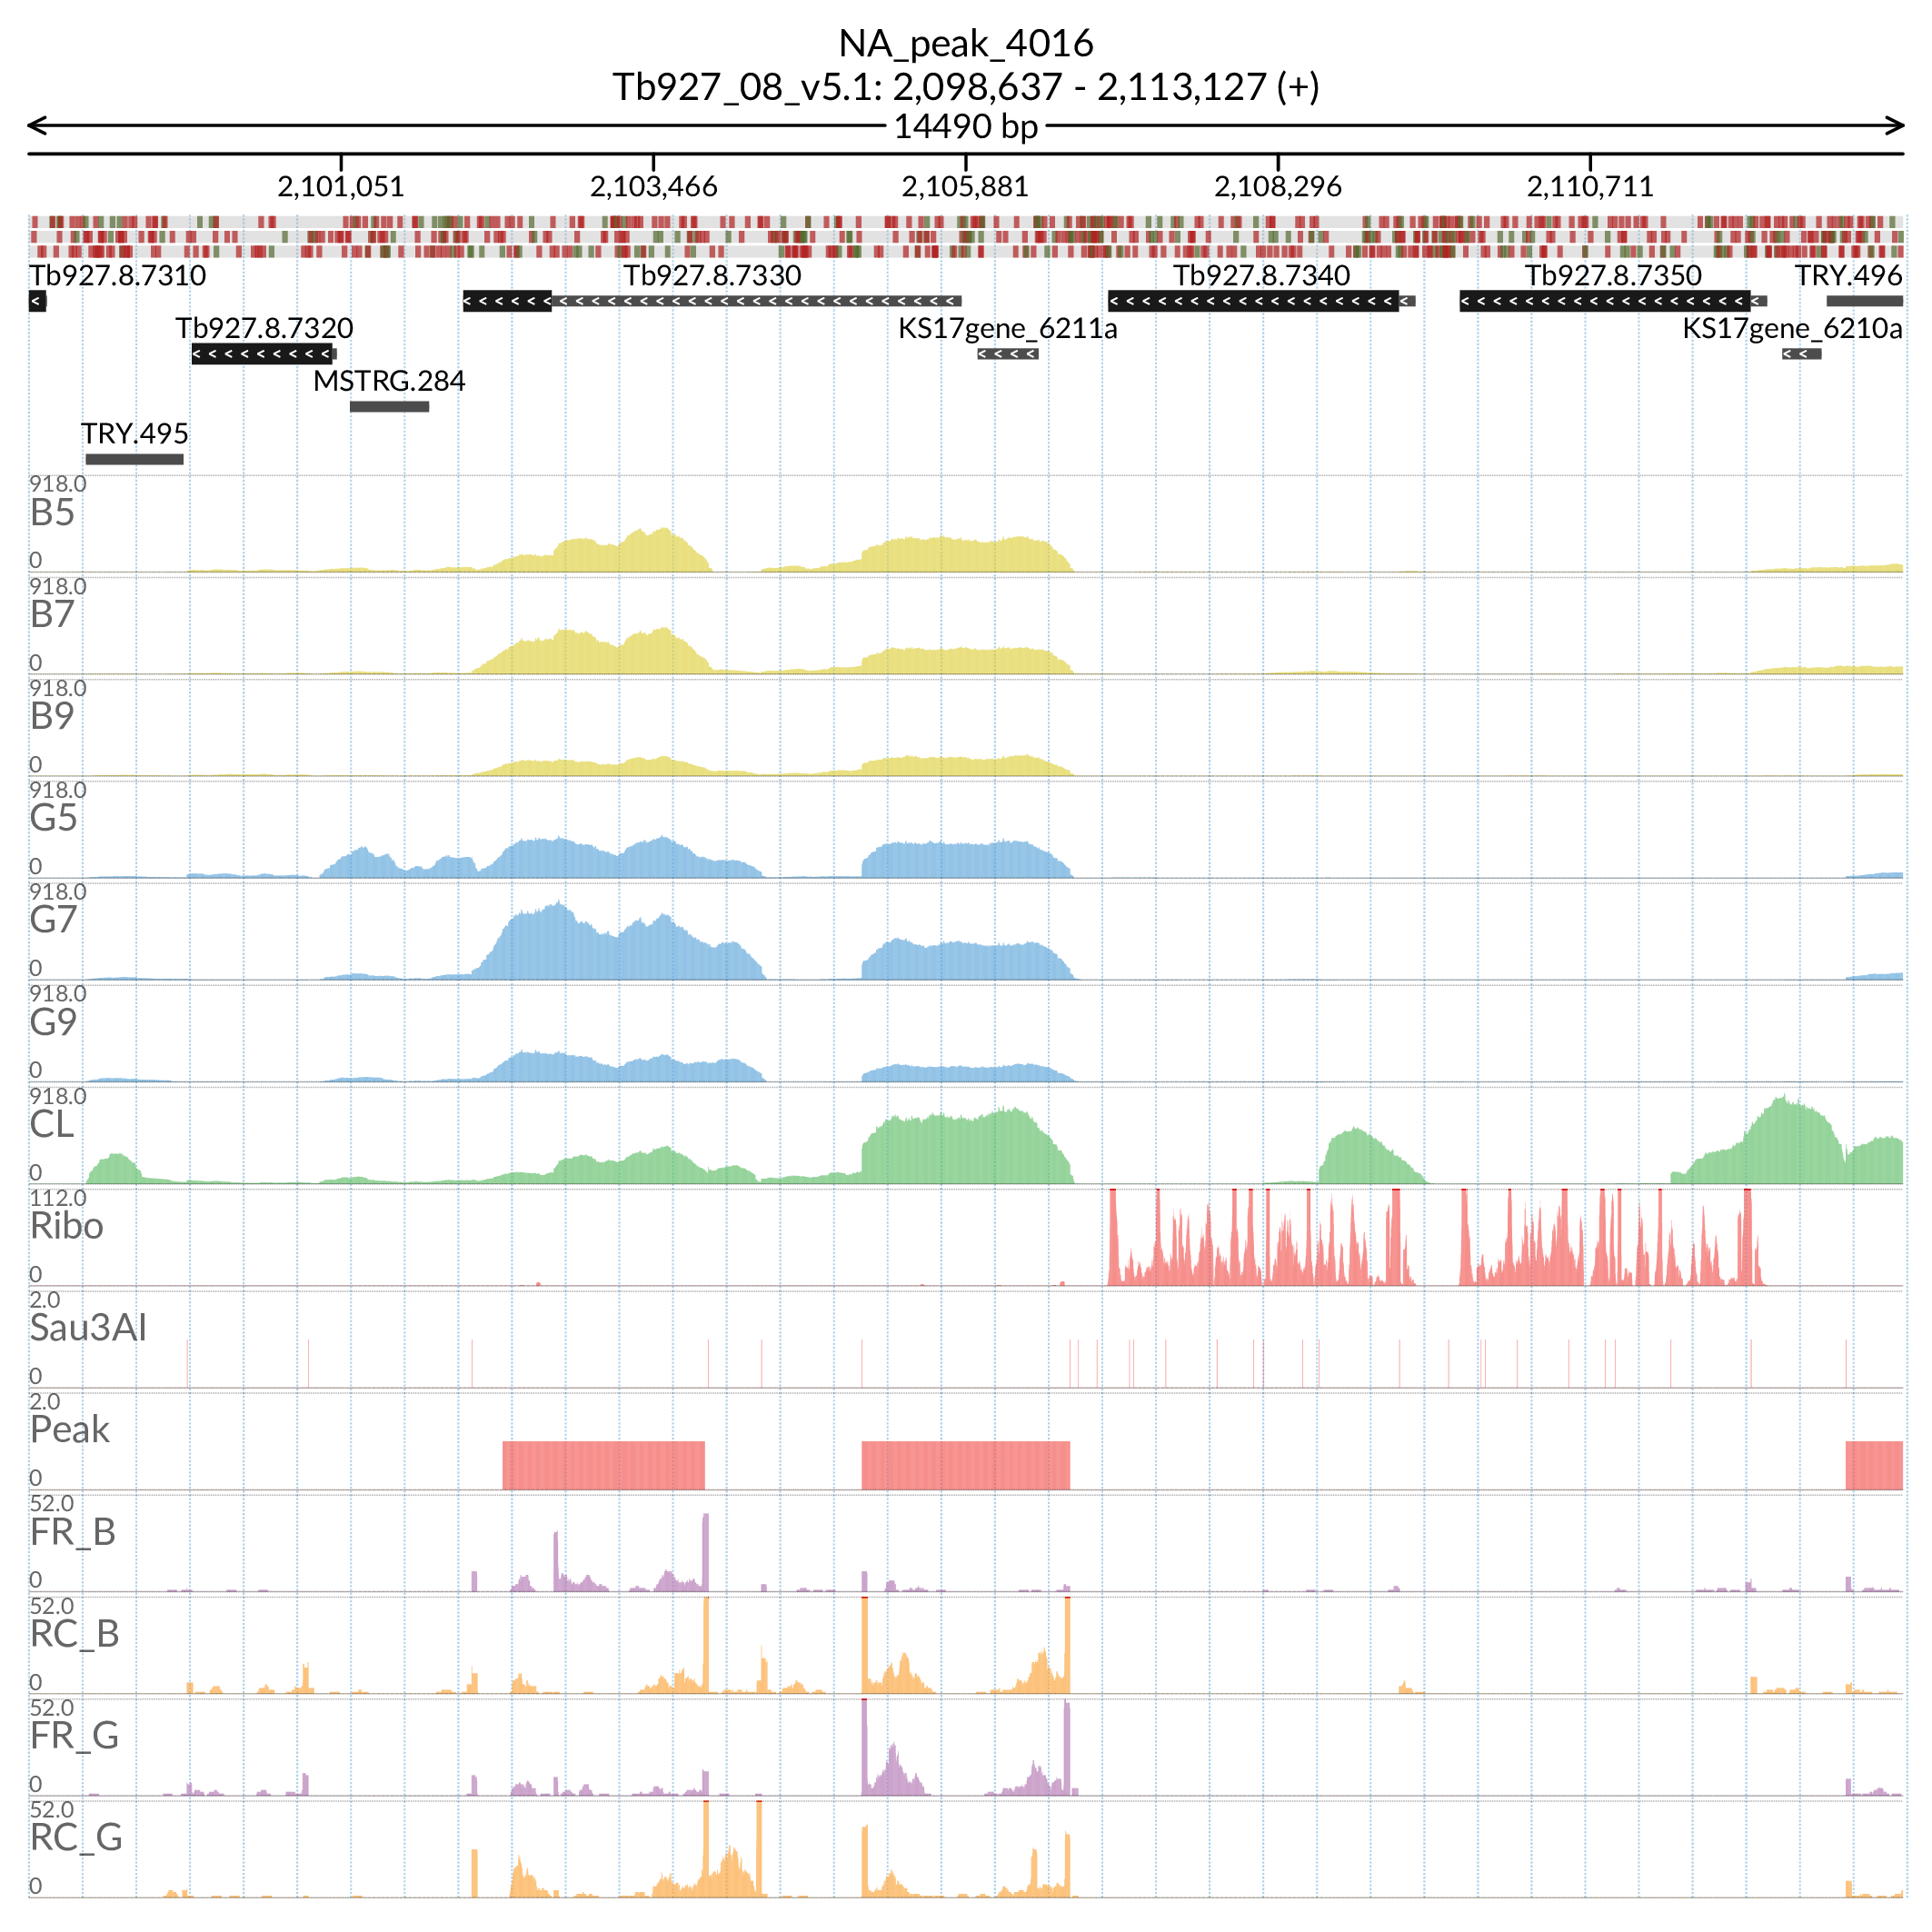 NA_peak_4016
Tb927_08_v5.1: 2,098,637 - 2,113,127 (+)
14490 bp
2,101,051 2,103,466 2,105,881 2,108,296 2,110,711
Tb927.8.7310 Tb927.8.7330 Tb927.8.7340 Tb927.8.7350 TRY.496
Tb927.8.7320 KS17gene_6211a KS17gene_6210a
MSTRG.284
TRY.495
918.0
B5
0
918.0
B7
0
918.0
B9
0
918.0
G5
0
918.0
G7
0
918.0
G9
0
918.0
CL
0
112.0
Ribo
0
2.0
Sau3AI
0
2.0
Peak
0
52.0
FR_B
0
52.0
RC_B
0
52.0
FR_G
0
52.0
RC_G
0